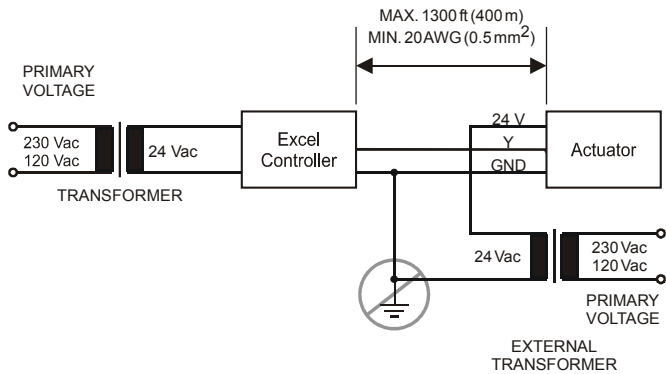 MAX. 1300 ft (400 m)
MIN. 20 AWG (0.5 mm²)
PRIMARY
VOLTAGE
230 Vac
120 Vac
24 Vac
TRANSFORMER
Excel
Controller
24 V
Y
GND
Actuator
24 Vac
230 Vac
120 Vac
PRIMARY
VOLTAGE
EXTERNAL
TRANSFORMER